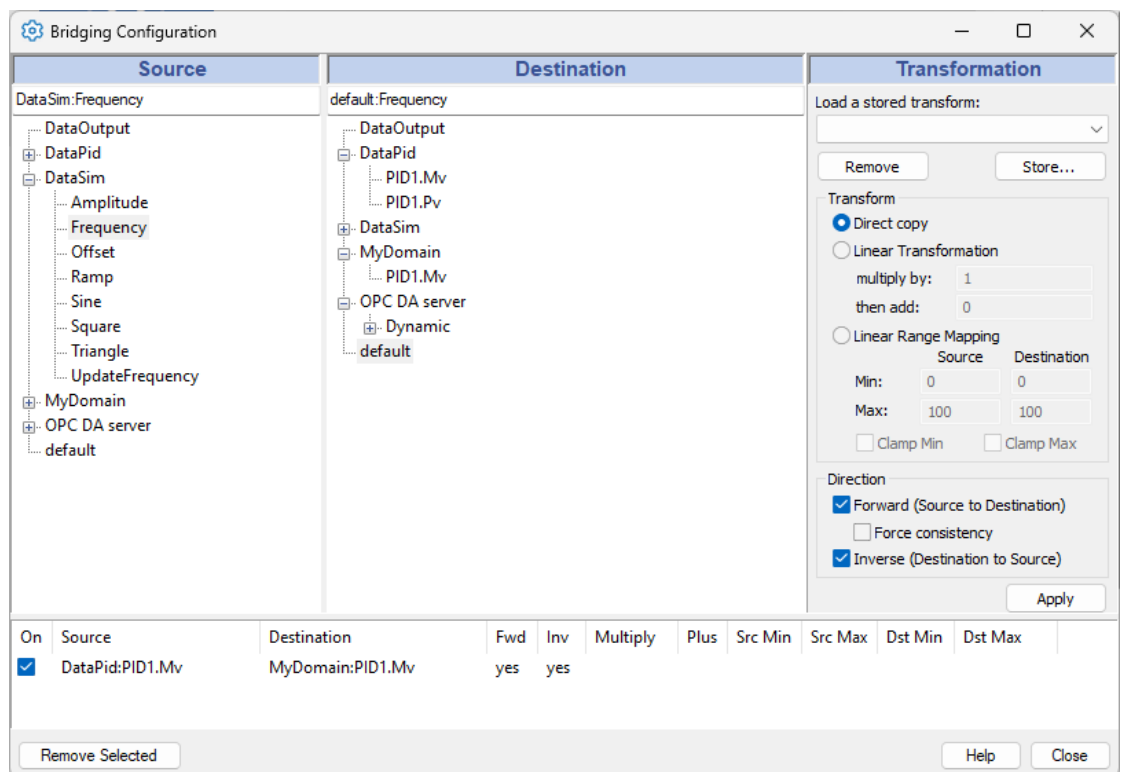 Bridging Configuration
Source
DataSim:Frequency
DataOutput
DataPid
DataSim
Amplitude
Frequency
Offset
Ramp
Sine
Square
Triangle
UpdateFrequency
MyDomain
OPC DA server
default
Destination
default:Frequency
DataOutput
DataPid
PID1.Mv
PID1.Pv
DataSim
MyDomain
PID1.Mv
OPC DA server
Dynamic
default
Transformation
Load a stored transform:
Remove Store...
Transform
Direct copy
Linear Transformation
multiply by: 1
then add: 0
Linear Range Mapping
Source Destination
Min: 0 0
Max: 100 100
Clamp Min Clamp Max
Direction
Forward (Source to Destination)
Force consistency
Inverse (Destination to Source)
Apply
On Source Destination Fwd Inv Multiply Plus Src Min Src Max Dst Min Dst Max
DataPid:PID1.Mv MyDomain:PID1.Mv yes yes
Remove Selected Help Close